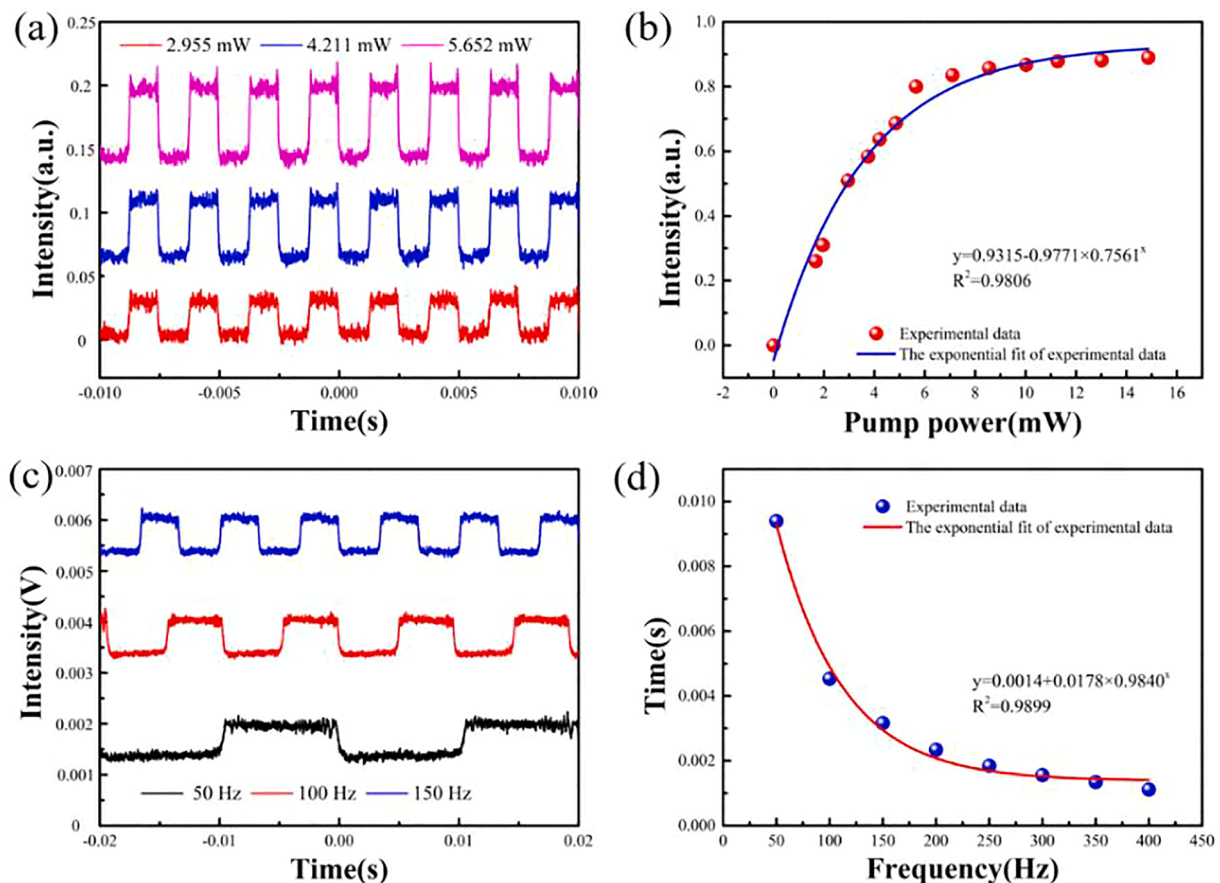 (a)
2.955 mW 4.211 mW 5.652 mW
Intensity(a.u.)
0.25
0.2
0.15
0.1
0.05
0
-0.010 -0.005 0.000 0.005 0.010
Time(s)
(b)
Intensity(a.u.)
1.0
0.8
0.6
0.4
0.2
0.0
y=0.9315-0.9771×0.7561ˣ
R²=0.9806
Experimental data
The exponential fit of experimental data
-2 0 2 4 6 8 10 12 14 16
Pump power(mW)
(c)
Intensity(V)
0.007
0.006
0.005
0.004
0.003
0.002
0.001
0
50 Hz 100 Hz 150 Hz
-0.02 -0.01 0.00 0.01 0.02
Time(s)
(d)
Time(s)
0.010
0.008
0.006
0.004
0.002
0.000
Experimental data
The exponential fit of experimental data
y=0.0014+0.0178×0.9840ˣ
R²=0.9899
0 50 100 150 200 250 300 350 400 450
Frequency(Hz)